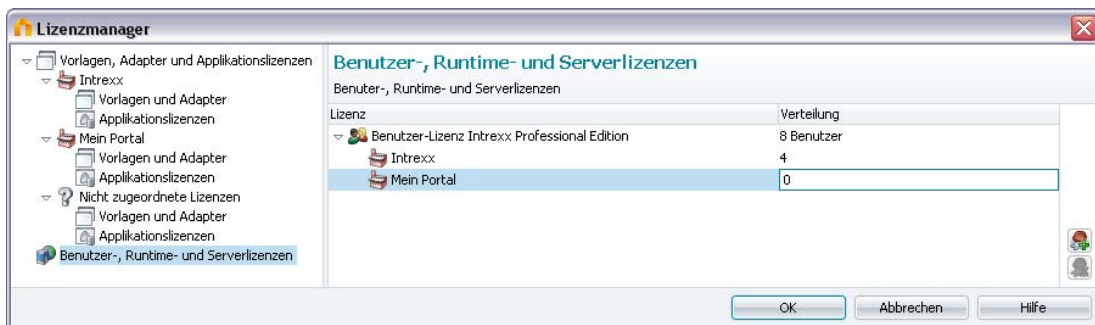 Lizenzmanager
Vorlagen, Adapter und Applikationslizenzen
Intrexx
Vorlagen und Adapter
Applikationslizenzen
Mein Portal
Vorlagen und Adapter
Applikationslizenzen
Nicht zugeordnete Lizenzen
Vorlagen und Adapter
Applikationslizenzen
Benutzer-, Runtime- und Serverlizenzen
Benutzer-, Runtime- und Serverlizenzen
Benuter-, Runtime- und Serverlizenzen
Lizenz Verteilung
Benutzer-Lizenz Intrexx Professional Edition 8 Benutzer
Intrexx 4
Mein Portal 0
OK Abbrechen Hilfe